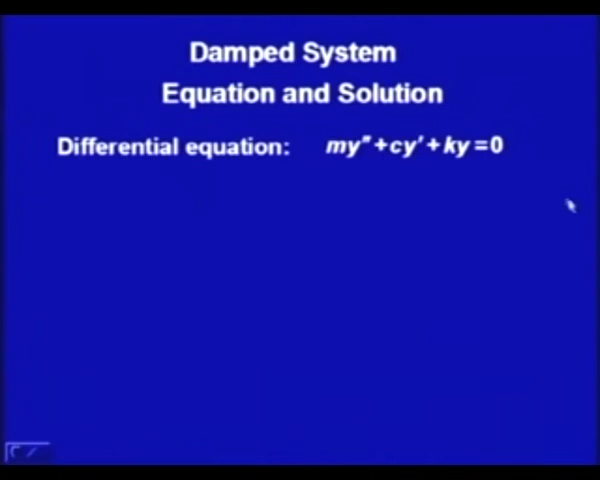 Damped System
Equation and Solution
Differential equation: my″+cy′+ky=0